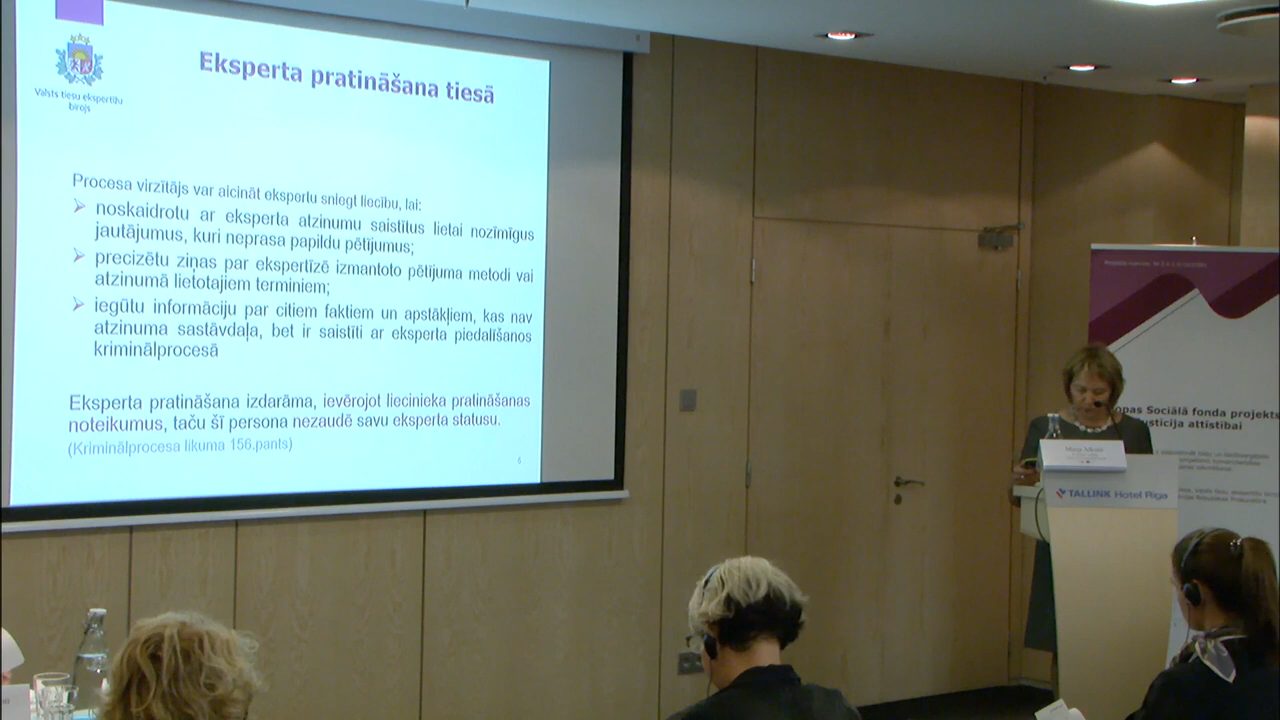 Valsts tiesu ekspertīžu
birojs
Eksperta pratināšana tiesā
Procesa virzītājs var aicināt ekspertu sniegt liecību, lai:
noskaidrotu ar eksperta atzinumu saistītus lietai nozīmīgus
jautājumus, kuri neprasa papildu pētījumus;
precizētu ziņas par ekspertīzē izmantoto pētījuma metodi vai
atzinumā lietotajiem terminiem;
iegūtu informāciju par citiem faktiem un apstākļiem, kas nav
atzinuma sastāvdaļa, bet ir saistīti ar eksperta piedalīšanos
kriminālprocesā
Eksperta pratināšana izdarāma, ievērojot liecinieka pratināšanas
noteikumus, taču šī persona nezaudē savu eksperta statusu.
(Kriminālprocesa likuma 156.pants)
6
opas Sociālā fonda projekts
usticija attīstībai
TALLINK Hotel Riga